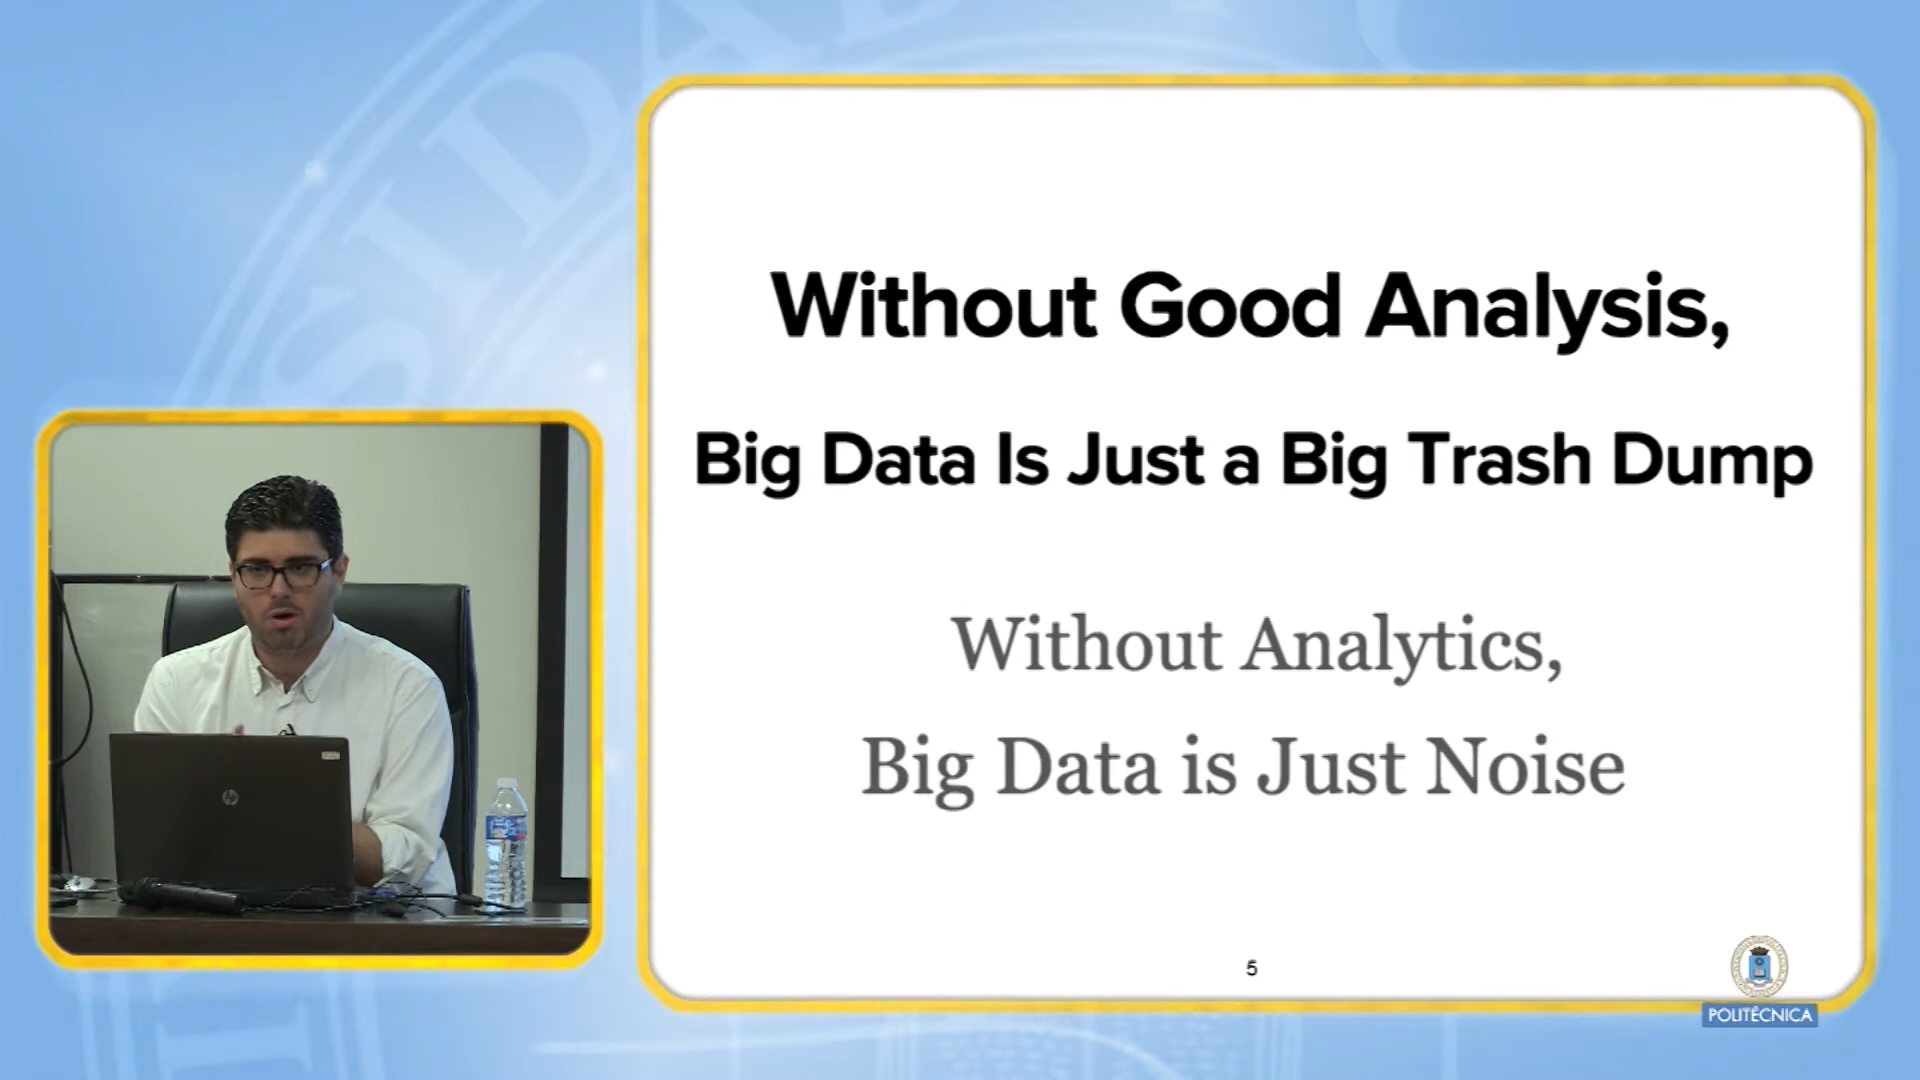 Without Good Analysis,
Big Data Is Just a Big Trash Dump
Without Analytics,
Big Data is Just Noise
5
POLITÉCNICA
hp